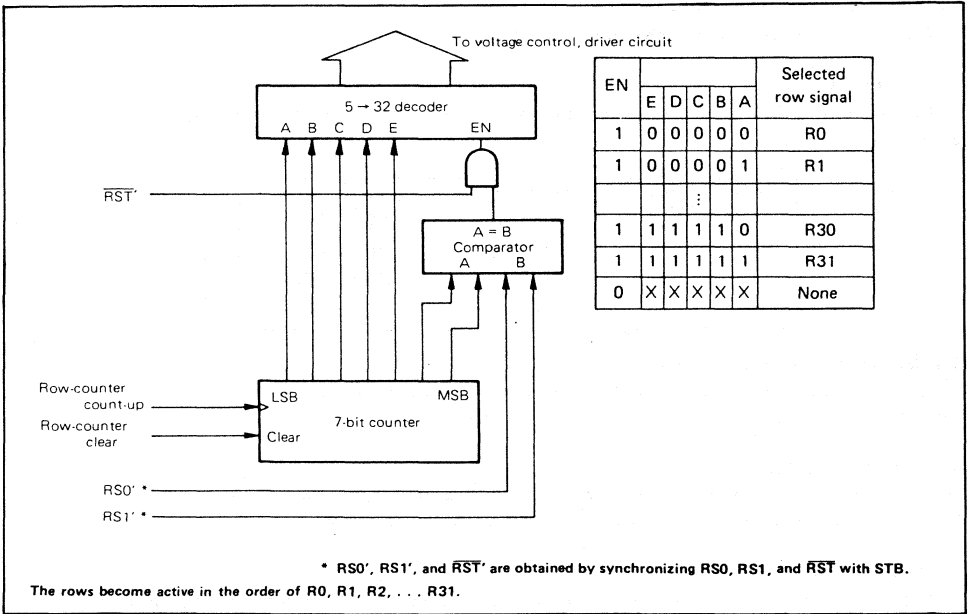 To voltage control, driver circuit
5 → 32 decoder
A B C D E EN
RST'
A = B
Comparator
A B
Row-counter
count-up
Row-counter
clear
LSB MSB
7-bit counter
Clear
RS0' *
RS1' *
EN E D C B A Selected
row signal
1 0 0 0 0 0 R0
1 0 0 0 0 1 R1
⋮
1 1 1 1 1 0 R30
1 1 1 1 1 1 R31
0 X X X X X None
* RS0', RS1', and RST' are obtained by synchronizing RS0, RS1, and RST with STB.
The rows become active in the order of R0, R1, R2, . . . R31.